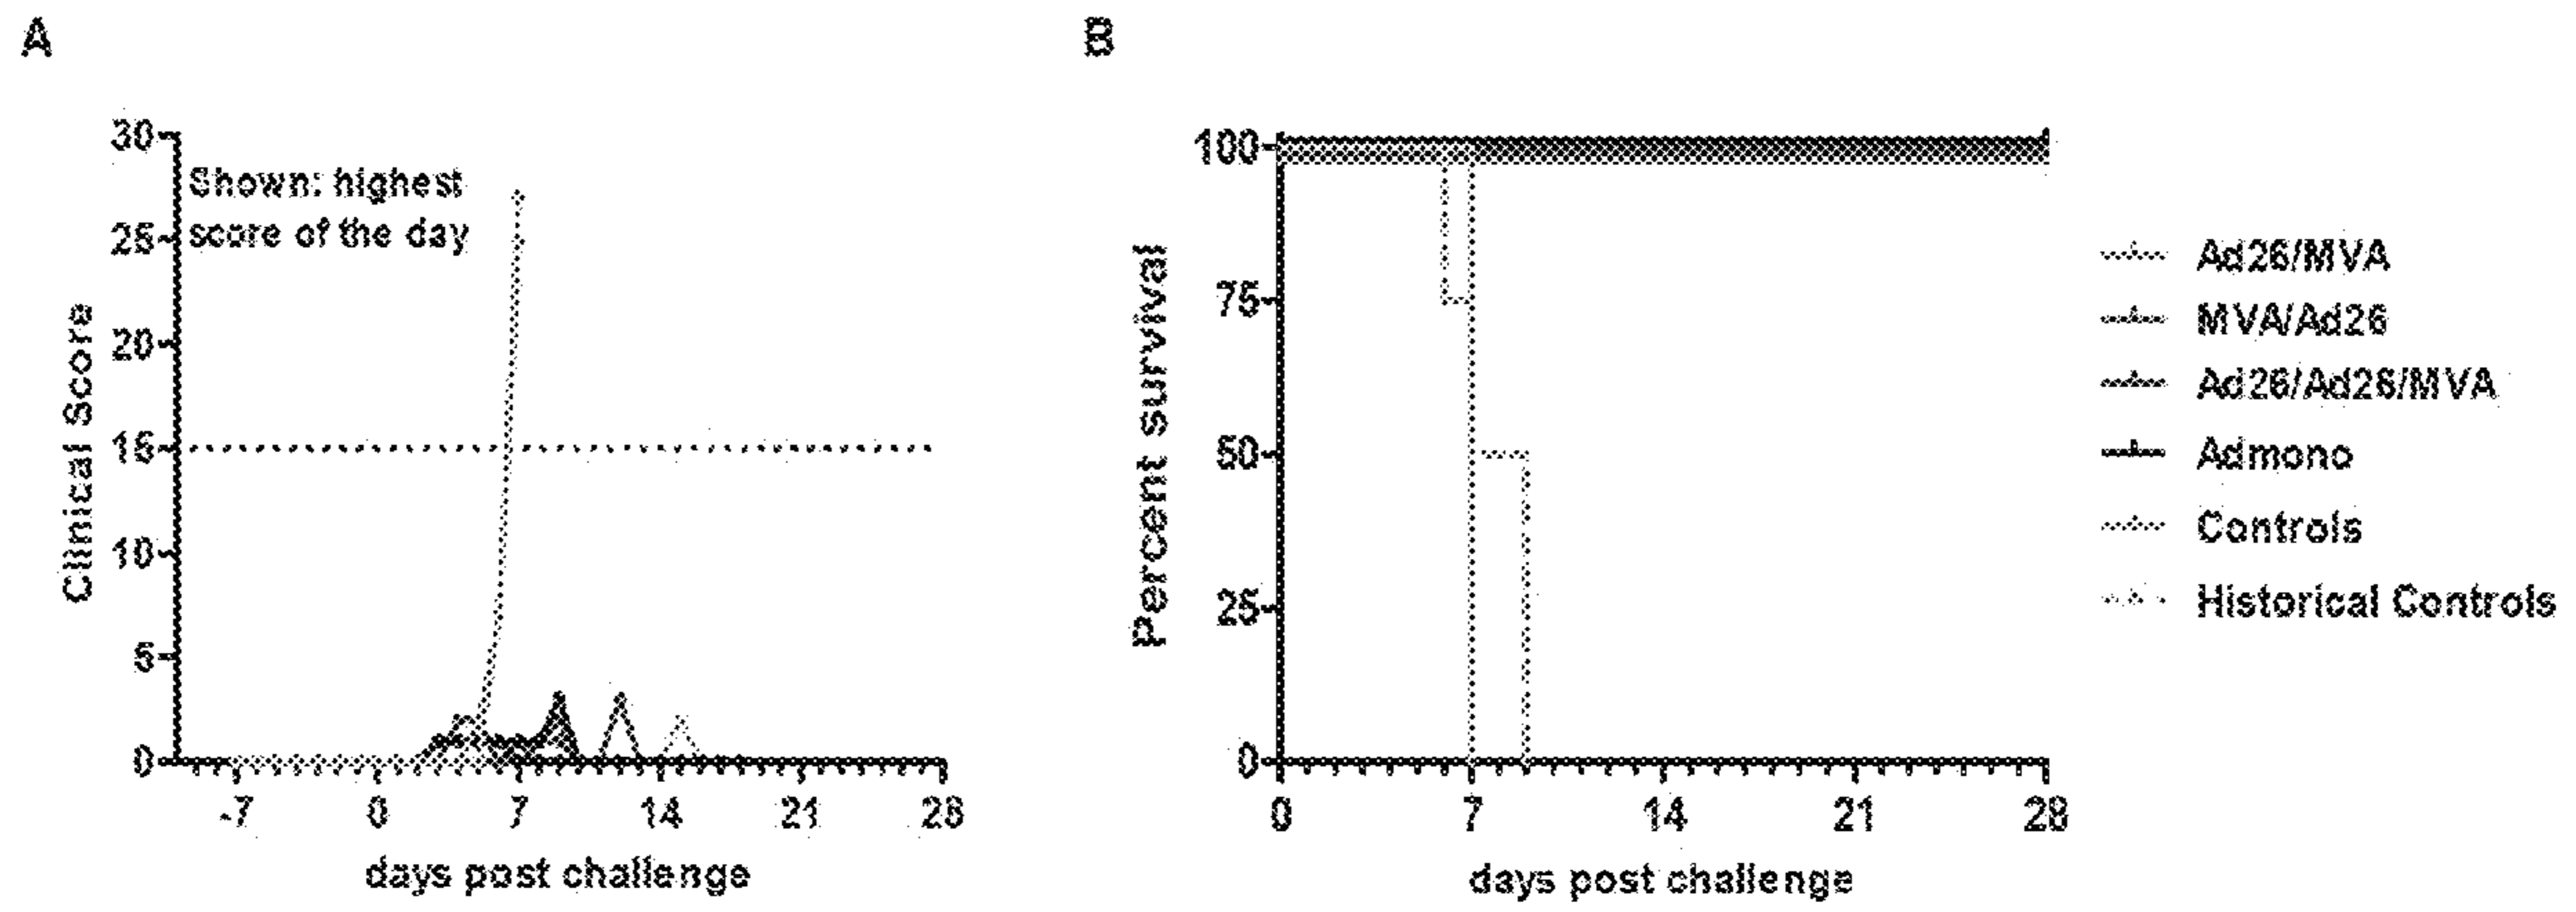 A
B
30
25
20
15
10
5
0
Shown: highest
score of the day
Clinical Score
-7
0
7
14
21
28
days post challenge
100
75
50
25
0
Percent survival
0
7
14
21
28
days post challenge
Ad26/MVA
MVA/Ad26
Ad26/Ad26/MVA
Admono
Controls
Historical Controls